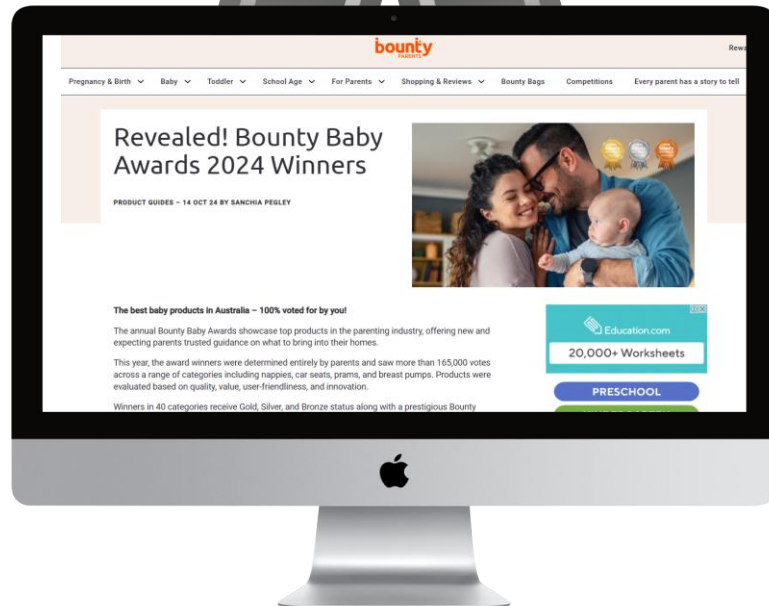 bounty
PARENTS
Rewa
Pregnancy & Birth
Baby
Toddler
School Age
For Parents
Shopping & Reviews
Bounty Bags
Competitions
Every parent has a story to tell
Revealed! Bounty Baby
Awards 2024 Winners
PRODUCT GUIDES – 14 OCT 24 BY SANCHIA PEGLEY
The best baby products in Australia – 100% voted for by you!
The annual Bounty Baby Awards showcase top products in the parenting industry, offering new and
expecting parents trusted guidance on what to bring into their homes.
This year, the award winners were determined entirely by parents and saw more than 165,000 votes
across a range of categories including nappies, car seats, prams, and breast pumps. Products were
evaluated based on quality, value, user-friendliness, and innovation.
Winners in 40 categories receive Gold, Silver, and Bronze status along with a prestigious Bounty
Education.com
20,000+ Worksheets
PRESCHOOL